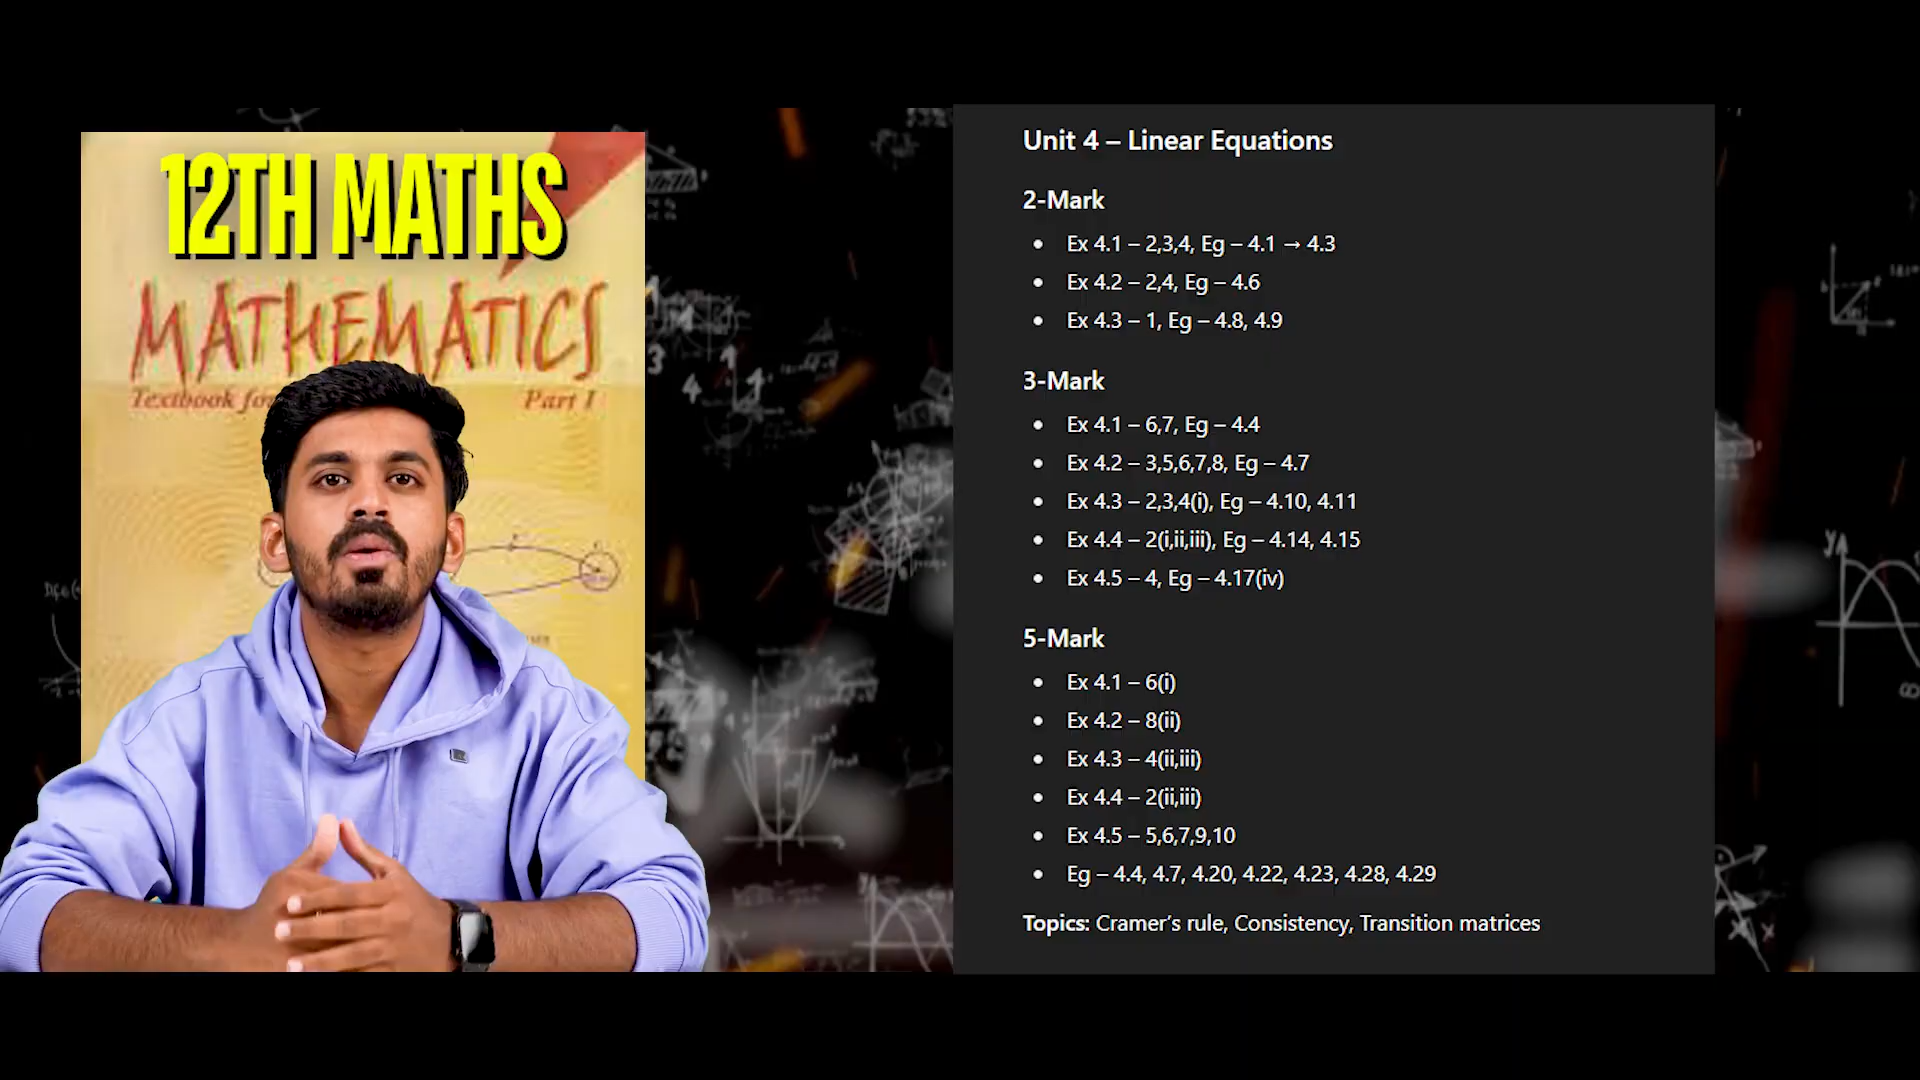 12TH MATHS
MATHEMATICS
Textbook for
Part I
Unit 4 – Linear Equations
2-Mark
• Ex 4.1 – 2,3,4, Eg – 4.1 → 4.3
• Ex 4.2 – 2,4, Eg – 4.6
• Ex 4.3 – 1, Eg – 4.8, 4.9
3-Mark
• Ex 4.1 – 6,7, Eg – 4.4
• Ex 4.2 – 3,5,6,7,8, Eg – 4.7
• Ex 4.3 – 2,3,4(i), Eg – 4.10, 4.11
• Ex 4.4 – 2(i,ii,iii), Eg – 4.14, 4.15
• Ex 4.5 – 4, Eg – 4.17(iv)
5-Mark
• Ex 4.1 – 6(i)
• Ex 4.2 – 8(ii)
• Ex 4.3 – 4(ii,iii)
• Ex 4.4 – 2(ii,iii)
• Ex 4.5 – 5,6,7,9,10
• Eg – 4.4, 4.7, 4.20, 4.22, 4.23, 4.28, 4.29
Topics: Cramer’s rule, Consistency, Transition matrices